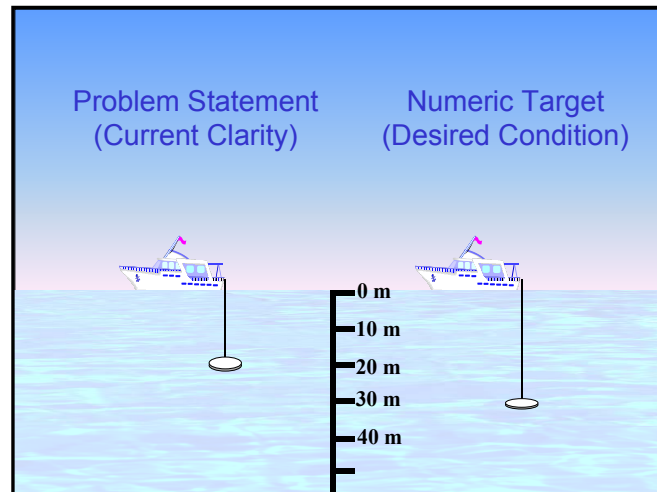 Problem Statement
(Current Clarity)
Numeric Target
(Desired Condition)
0 m
10 m
20 m
30 m
40 m